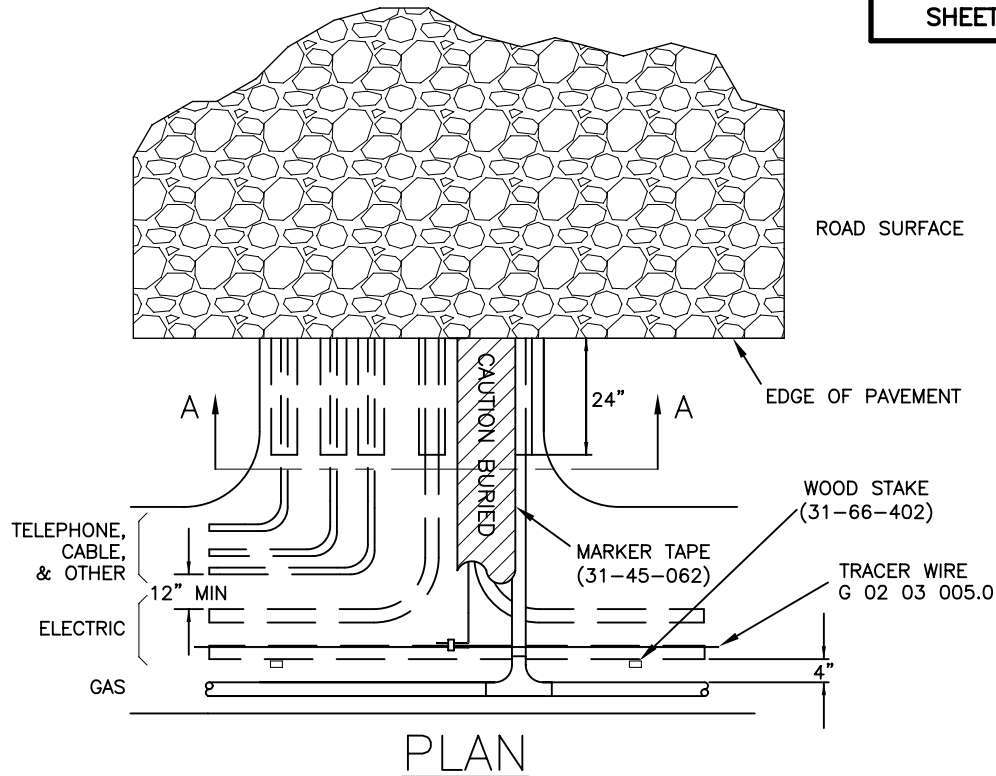 SHEET
ROAD SURFACE
EDGE OF PAVEMENT
24”
A
A
CAUTION BURIED
WOOD STAKE
(31-66-402)
MARKER TAPE
(31-45-062)
TRACER WIRE
G 02 03 005.0
TELEPHONE,
CABLE,
& OTHER
12” MIN
ELECTRIC
GAS
4”
PLAN